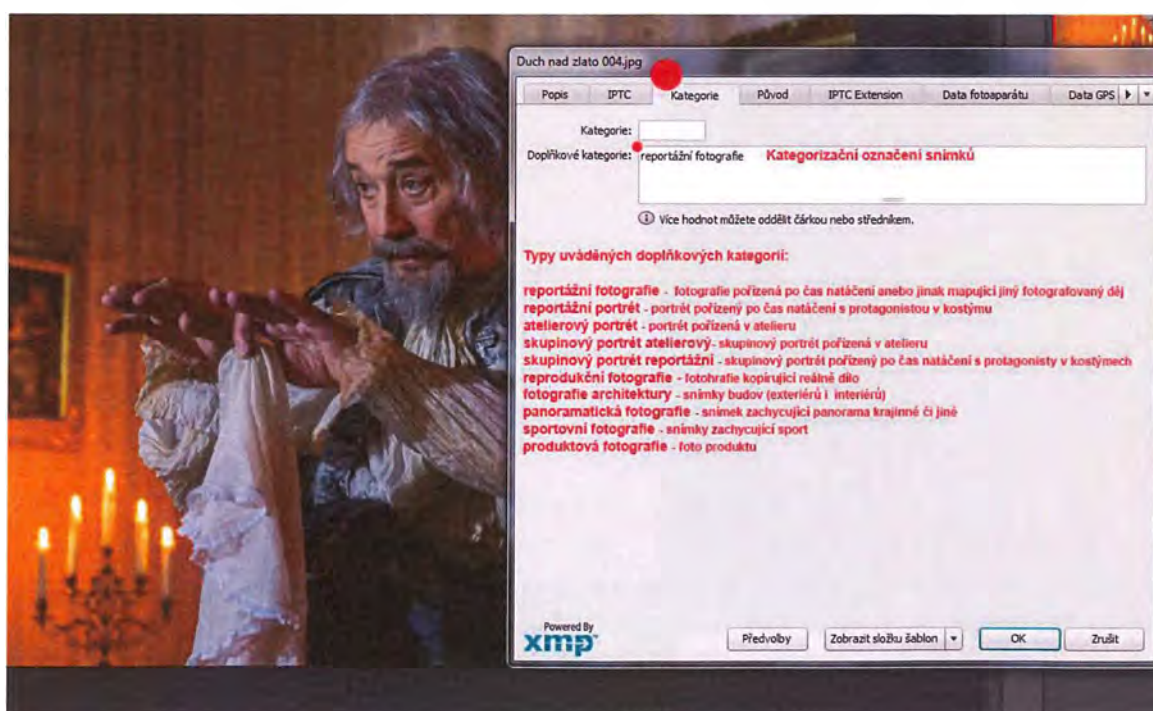 Duch nad zlato 004.jpg
Popis IPTC Kategorie Původ IPTC Extension Data fotoaparátu Data GPS
Kategorie:
Doplňkové kategorie: reportážní fotografie Kategorizační označení snímků
Více hodnot můžete oddělit čárkou nebo středníkem.
Typy uváděných doplňkových kategorií:
reportážní fotografie - fotografie pořízená po čas natáčení anebo jinak mapující jiný fotografovaný děj
reportážní portrét - portrét pořízený po čas natáčení s protagonistou v kostýmu
atelierový portrét - portrét pořízená v atelieru
skupinový portrét atelierový- skupinový portrét pořízená v atelieru
skupinový portrét reportážní - skupinový portrét pořízený po čas natáčení s protagonisty v kostýmech
reprodukční fotografie - fotohrafie kopírující reálné dílo
fotografie architektury - snímky budov (exteriérů i interiérů)
panoramatická fotografie - snímek zachycující panorama krajinné či jiné
sportovní fotografie - snímky zachycující sport
produktová fotografie - foto produktu
Powered By
xmp™
Předvolby Zobrazit složku šablon OK Zrušit